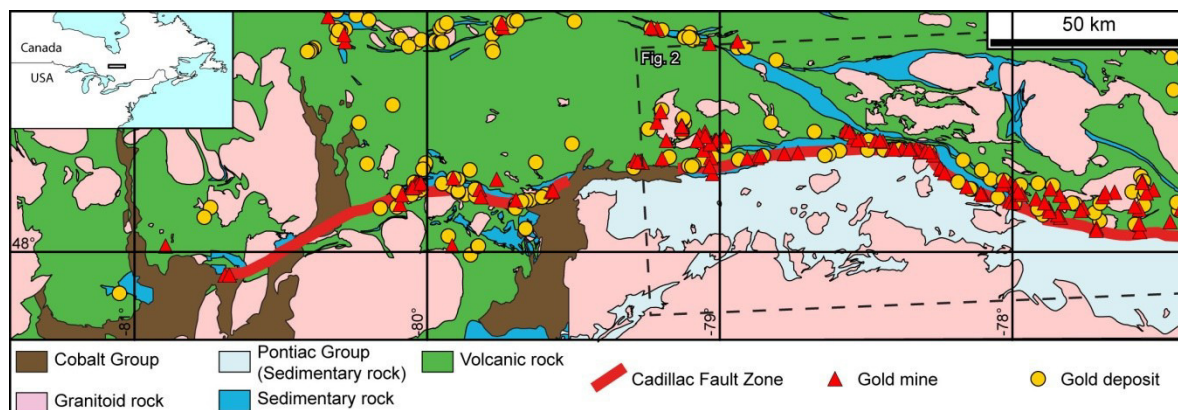 Canada
USA
50 km
Fig. 2
48°
-81°
-80°
-79°
-78°
Cobalt Group
Pontiac Group
(Sedimentary rock)
Volcanic rock
Cadillac Fault Zone
Gold mine
Gold deposit
Granitoid rock
Sedimentary rock